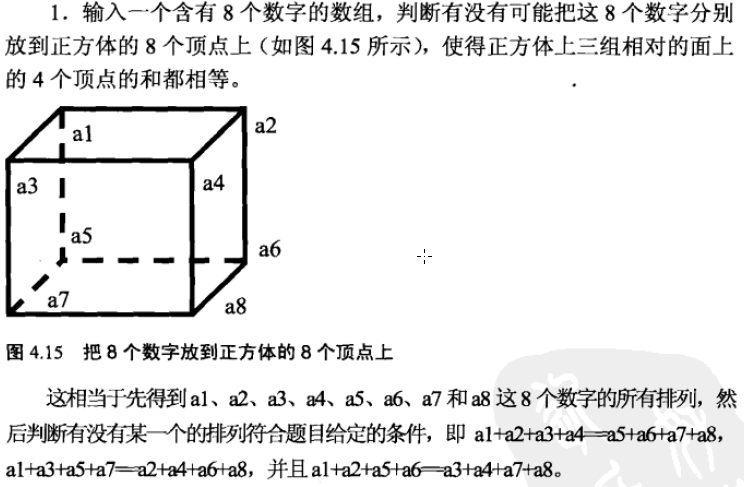 1．输入一个含有 8 个数字的数组，判断有没有可能把这 8 个数字分别
放到正方体的 8 个顶点上（如图 4.15 所示），使得正方体上三组相对的面上
的 4 个顶点的和都相等。
a1
a2
a3
a4
a5
a6
a7
a8
图 4.15 把 8 个数字放到正方体的 8 个顶点上
这相当于先得到 a1、a2、a3、a4、a5、a6、a7 和 a8 这 8 个数字的所有排列，然
后判断有没有某一个的排列符合题目给定的条件，即 a1+a2+a3+a4==a5+a6+a7+a8，
a1+a3+a5+a7==a2+a4+a6+a8，并且 a1+a2+a5+a6==a3+a4+a7+a8。